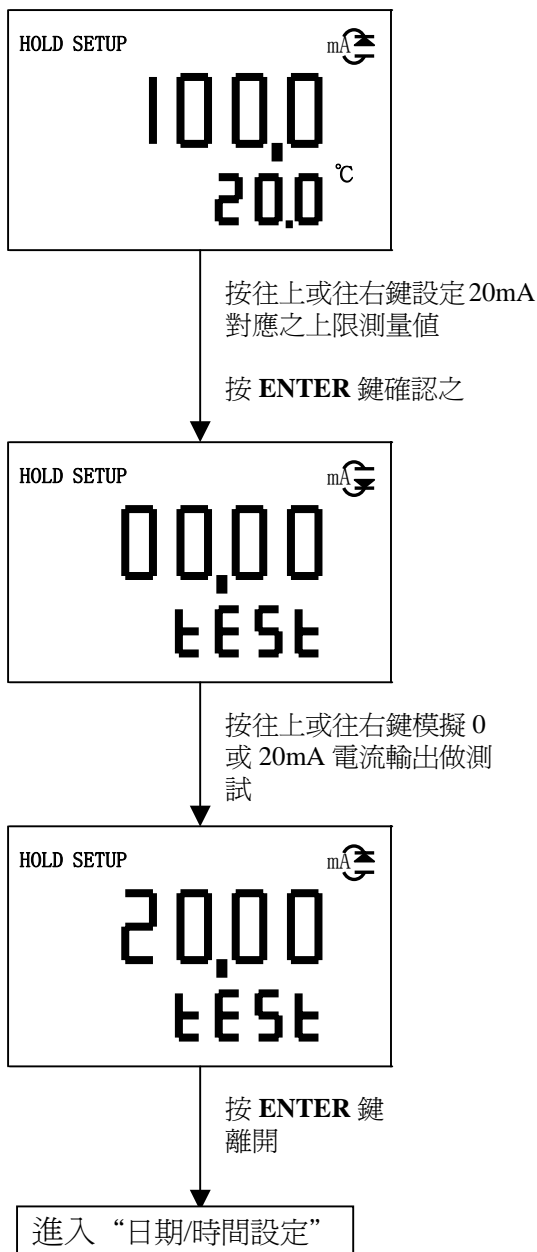 HOLD SETUP mA
100.0
20.0 ℃
按往上或往右鍵設定20mA
對應之上限測量值
按 ENTER 鍵確認之
HOLD SETUP mA
00.00
tESt
按往上或往右鍵模擬 0
或 20mA 電流輸出做測
試
HOLD SETUP mA
20.00
tESt
按 ENTER 鍵
離開
進入“日期/時間設定”